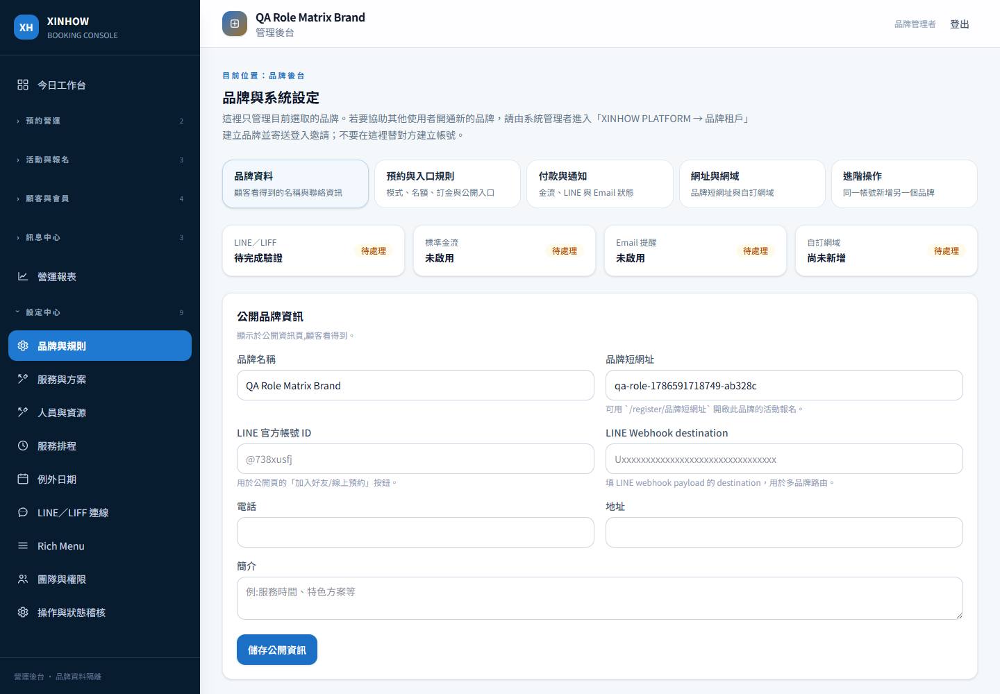 XH
XINHOW
BOOKING CONSOLE
今日工作台
預約營運 2
活動與報名 3
顧客與會員 4
訊息中心 3
營運報表
設定中心 9
品牌與規則
服務與方案
人員與資源
服務排程
例外日期
LINE／LIFF 連線
Rich Menu
團隊與權限
操作與狀態稽核
營運後台 · 品牌資料隔離
QA Role Matrix Brand
管理後台
品牌管理者 登出
目前位置：品牌後台
品牌與系統設定
這裡只管理目前選取的品牌。若要協助其他使用者開通新的品牌，請由系統管理者進入「XINHOW PLATFORM → 品牌租戶」
建立品牌並寄送登入邀請；不要在這裡替對方建立帳號。
品牌資料
顧客看得到的名稱與聯絡資訊
預約與入口規則
模式、名額、訂金與公開入口
付款與通知
金流、LINE 與 Email 狀態
網址與網域
品牌短網址與自訂網域
進階操作
同一帳號新增另一個品牌
LINE／LIFF
待完成驗證
待處理
標準金流
未啟用
待處理
Email 提醒
未啟用
待處理
自訂網域
尚未新增
待處理
公開品牌資訊
顯示於公開資訊頁,顧客看得到。
品牌名稱
QA Role Matrix Brand
品牌短網址
qa-role-1786591718749-ab328c
可用 `/register/品牌短網址` 開啟此品牌的活動報名。
LINE 官方帳號 ID
@738xusfj
用於公開頁的「加入好友/線上預約」按鈕。
LINE Webhook destination
Uxxxxxxxxxxxxxxxxxxxxxxxxxxxxxxxx
填 LINE webhook payload 的 destination，用於多品牌路由。
電話
地址
簡介
例:服務時間、特色方案等
儲存公開資訊